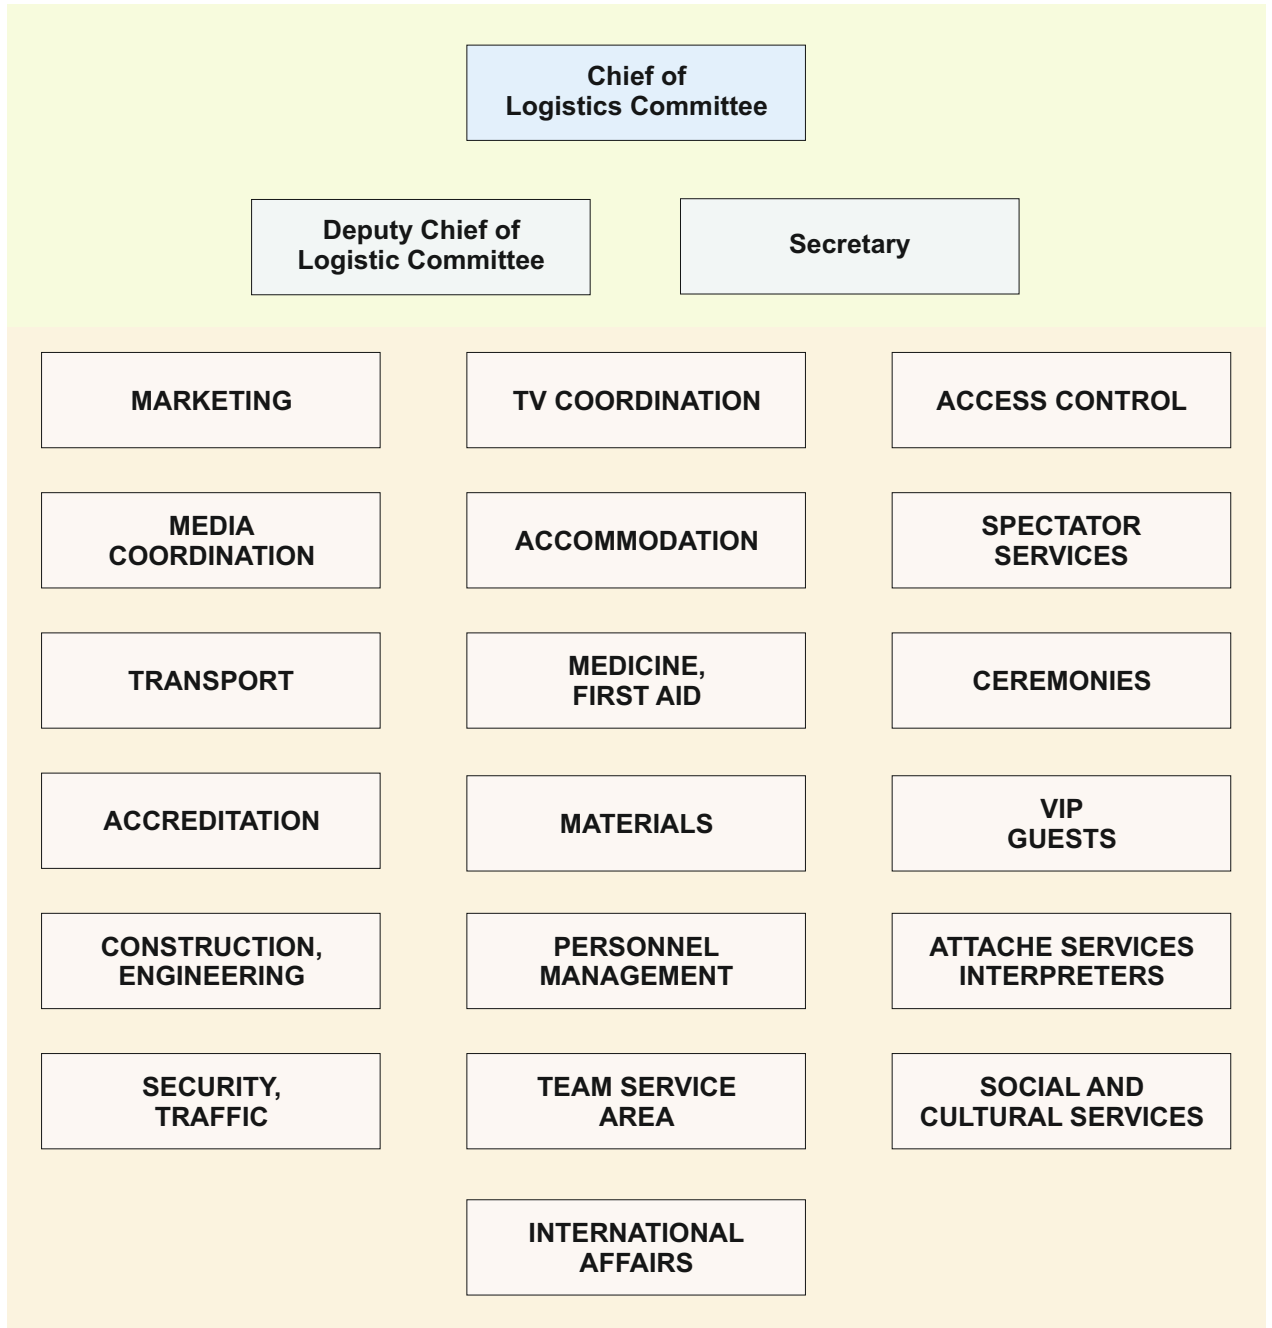 Chief of
Logistics Committee
Deputy Chief of
Logistic Committee
Secretary
MARKETING
TV COORDINATION
ACCESS CONTROL
MEDIA
COORDINATION
ACCOMMODATION
SPECTATOR
SERVICES
TRANSPORT
MEDICINE,
FIRST AID
CEREMONIES
ACCREDITATION
MATERIALS
VIP
GUESTS
CONSTRUCTION,
ENGINEERING
PERSONNEL
MANAGEMENT
ATTACHE SERVICES
INTERPRETERS
SECURITY,
TRAFFIC
TEAM SERVICE
AREA
SOCIAL AND
CULTURAL SERVICES
INTERNATIONAL
AFFAIRS